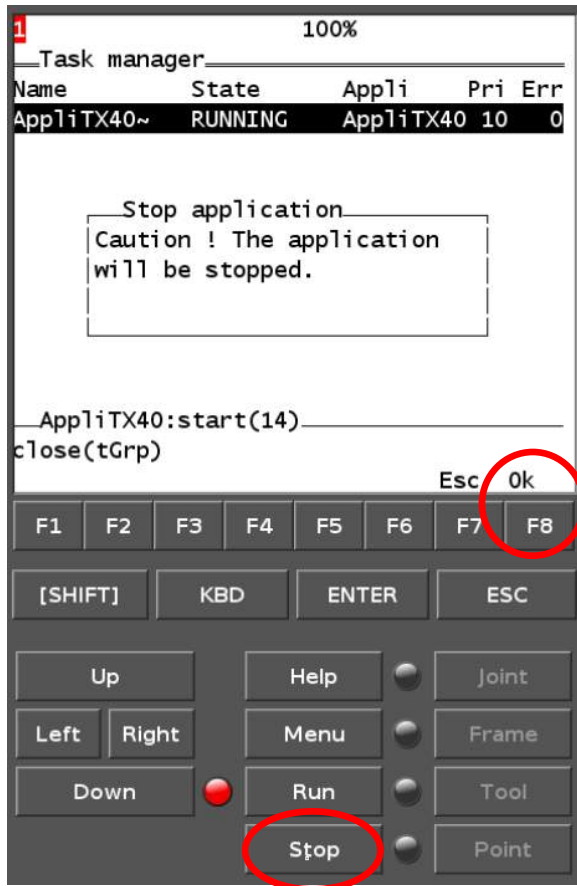 1 100%
Task manager
Name State Appli Pri Err
AppliTX40~ RUNNING AppliTX40 10 0
Stop application
Caution ! The application
will be stopped.
AppliTX40:start(14)
close(tGrp)
Esc Ok
F1 F2 F3 F4 F5 F6 F7 F8
[SHIFT] KBD ENTER ESC
Up Help Joint
Left Right Menu Frame
Down Run Tool
Stop Point